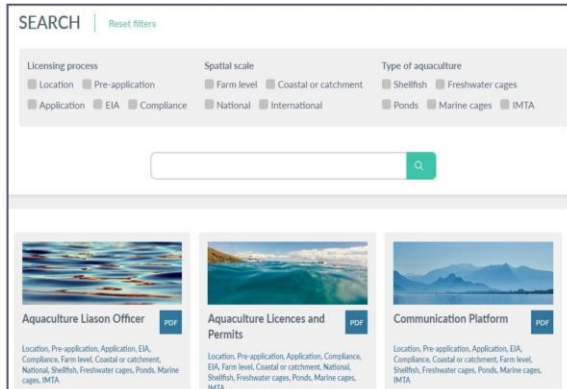 SEARCH Reset filters
Licensing process Spatial scale Type of aquaculture
Location Pre-application Farm level Coastal or catchment Shellfish Freshwater cages
Application EIA Compliance National International Ponds Marine cages IMTA
Aquaculture Liason Officer PDF
Location, Pre-application, Application, EIA,
Compliance, Farm level, Coastal or catchment,
National, Shellfish, Freshwater cages, Ponds, Marine
cages, IMTA
Aquaculture Licences and
Permits
PDF
Location, Pre-application, Application, Compliance,
EIA, Farm level, Coastal or catchment, National,
Shellfish, Freshwater cages, Ponds, Marine cages,
IMTA
Communication Platform PDF
Location, Pre-application, Application, EIA,
Compliance, Coastal or catchment, Farm level,
Shellfish, Freshwater cages, Ponds, Marine cages,
IMTA